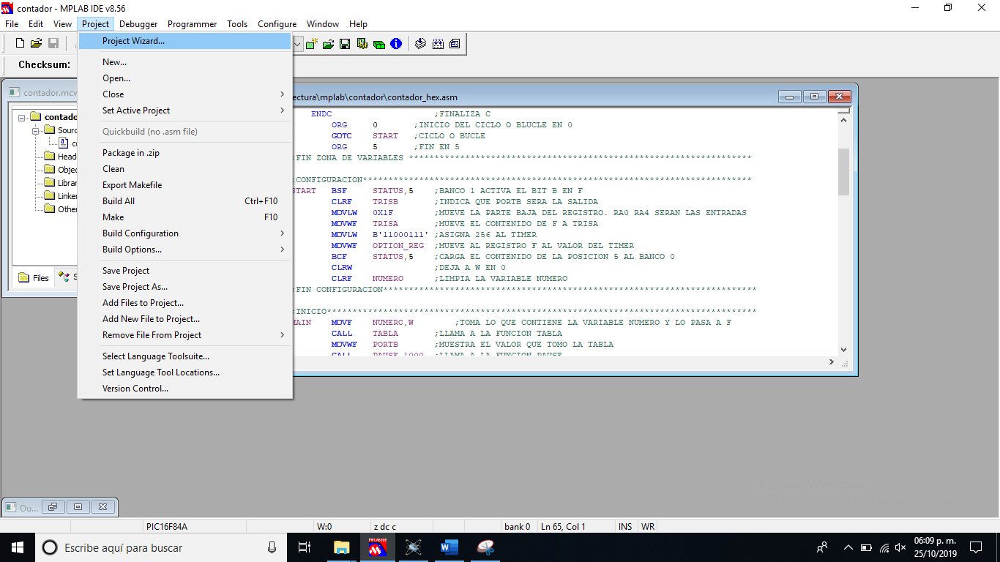 contador - MPLAB IDE v8.56
File Edit View Project Debugger Programmer Tools Configure Window Help
Checksum:
Project Wizard...
New...
Open...
Close
Set Active Project
Quickbuild (no .asm file)
Package in .zip
Clean
Export Makefile
Build All Ctrl+F10
Make F10
Build Configuration
Build Options...
Save Project
Save Project As...
Add Files to Project...
Add New File to Project...
Remove File From Project
Select Language Toolsuite...
Set Language Tool Locations...
Version Control...
contador.mcw
contado
Sourc
co
Head
Objec
Librar
Linker
Other
Files S
ectura\mplab\contador\contador_hex.asm
ENDC ;FINALIZA C
ORG 0 ;INICIO DEL CICLO O BLUCLE EN 0
GOTO START ;CICLO O BUCLE
ORG 5 ;FIN EN 5
;FIN ZONA DE VARIABLES *******************************************************************
;CONFIGURACION****************************************************************************
START BSF STATUS,5 ;BANCO 1 ACTIVA EL BIT B EN F
CLRF TRISB ;INDICA QUE PORTB SERA LA SALIDA
MOVLW 0X1F ;MUEVE LA PARTE BAJA DEL REGISTRO. RA0 RA4 SERAN LAS ENTRADAS
MOVWF TRISA ;MUEVE EL CONTENIDO DE F A TRISA
MOVLW B'11000111' ;ASIGNA 256 AL TIMER
MOVWF OPTION_REG ;MUEVE AL REGISTRO F AL VALOR DEL TIMER
BCF STATUS,5 ;CARGA EL CONTENIDO DE LA POSICION 5 AL BANCO 0
CLRW ;DEJA A W EN 0
CLRF NUMERO ;LIMPIA LA VARIABLE NUMERO
;FIN CONFIGURACION*************************************************************************
;INICIO************************************************************************************
MAIN MOVF NUMERO,W ;TOMA LO QUE CONTIENE LA VARIABLE NUMERO Y LO PASA A F
CALL TABLA ;LLAMA A LA FUNCION TABLA
MOVWF PORTB ;MUESTRA EL VALOR QUE TOMO LA TABLA
CALL PAUSE_1000 ;LLAMA A LA FUNCION PAUSE
Ou...
PIC16F84A W:0 z dc c bank 0 Ln 65, Col 1 INS WR
Escribe aquí para buscar
06:09 p. m.
25/10/2019